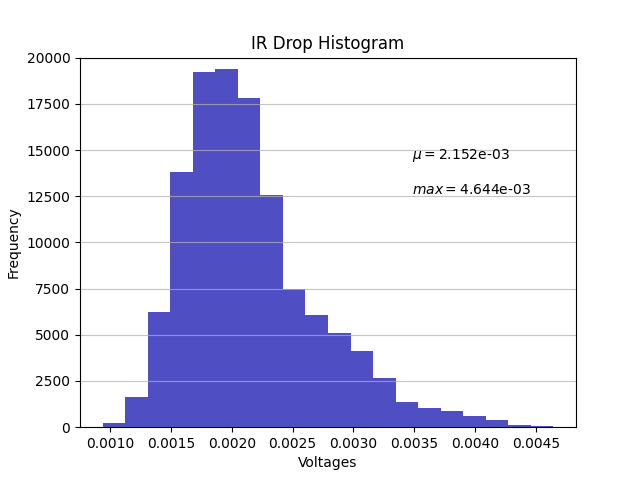 IR Drop Histogram
20000
17500
15000
12500
10000
7500
5000
2500
0
Frequency
μ = 2.152e-03
max = 4.644e-03
0.0010 0.0015 0.0020 0.0025 0.0030 0.0035 0.0040 0.0045
Voltages